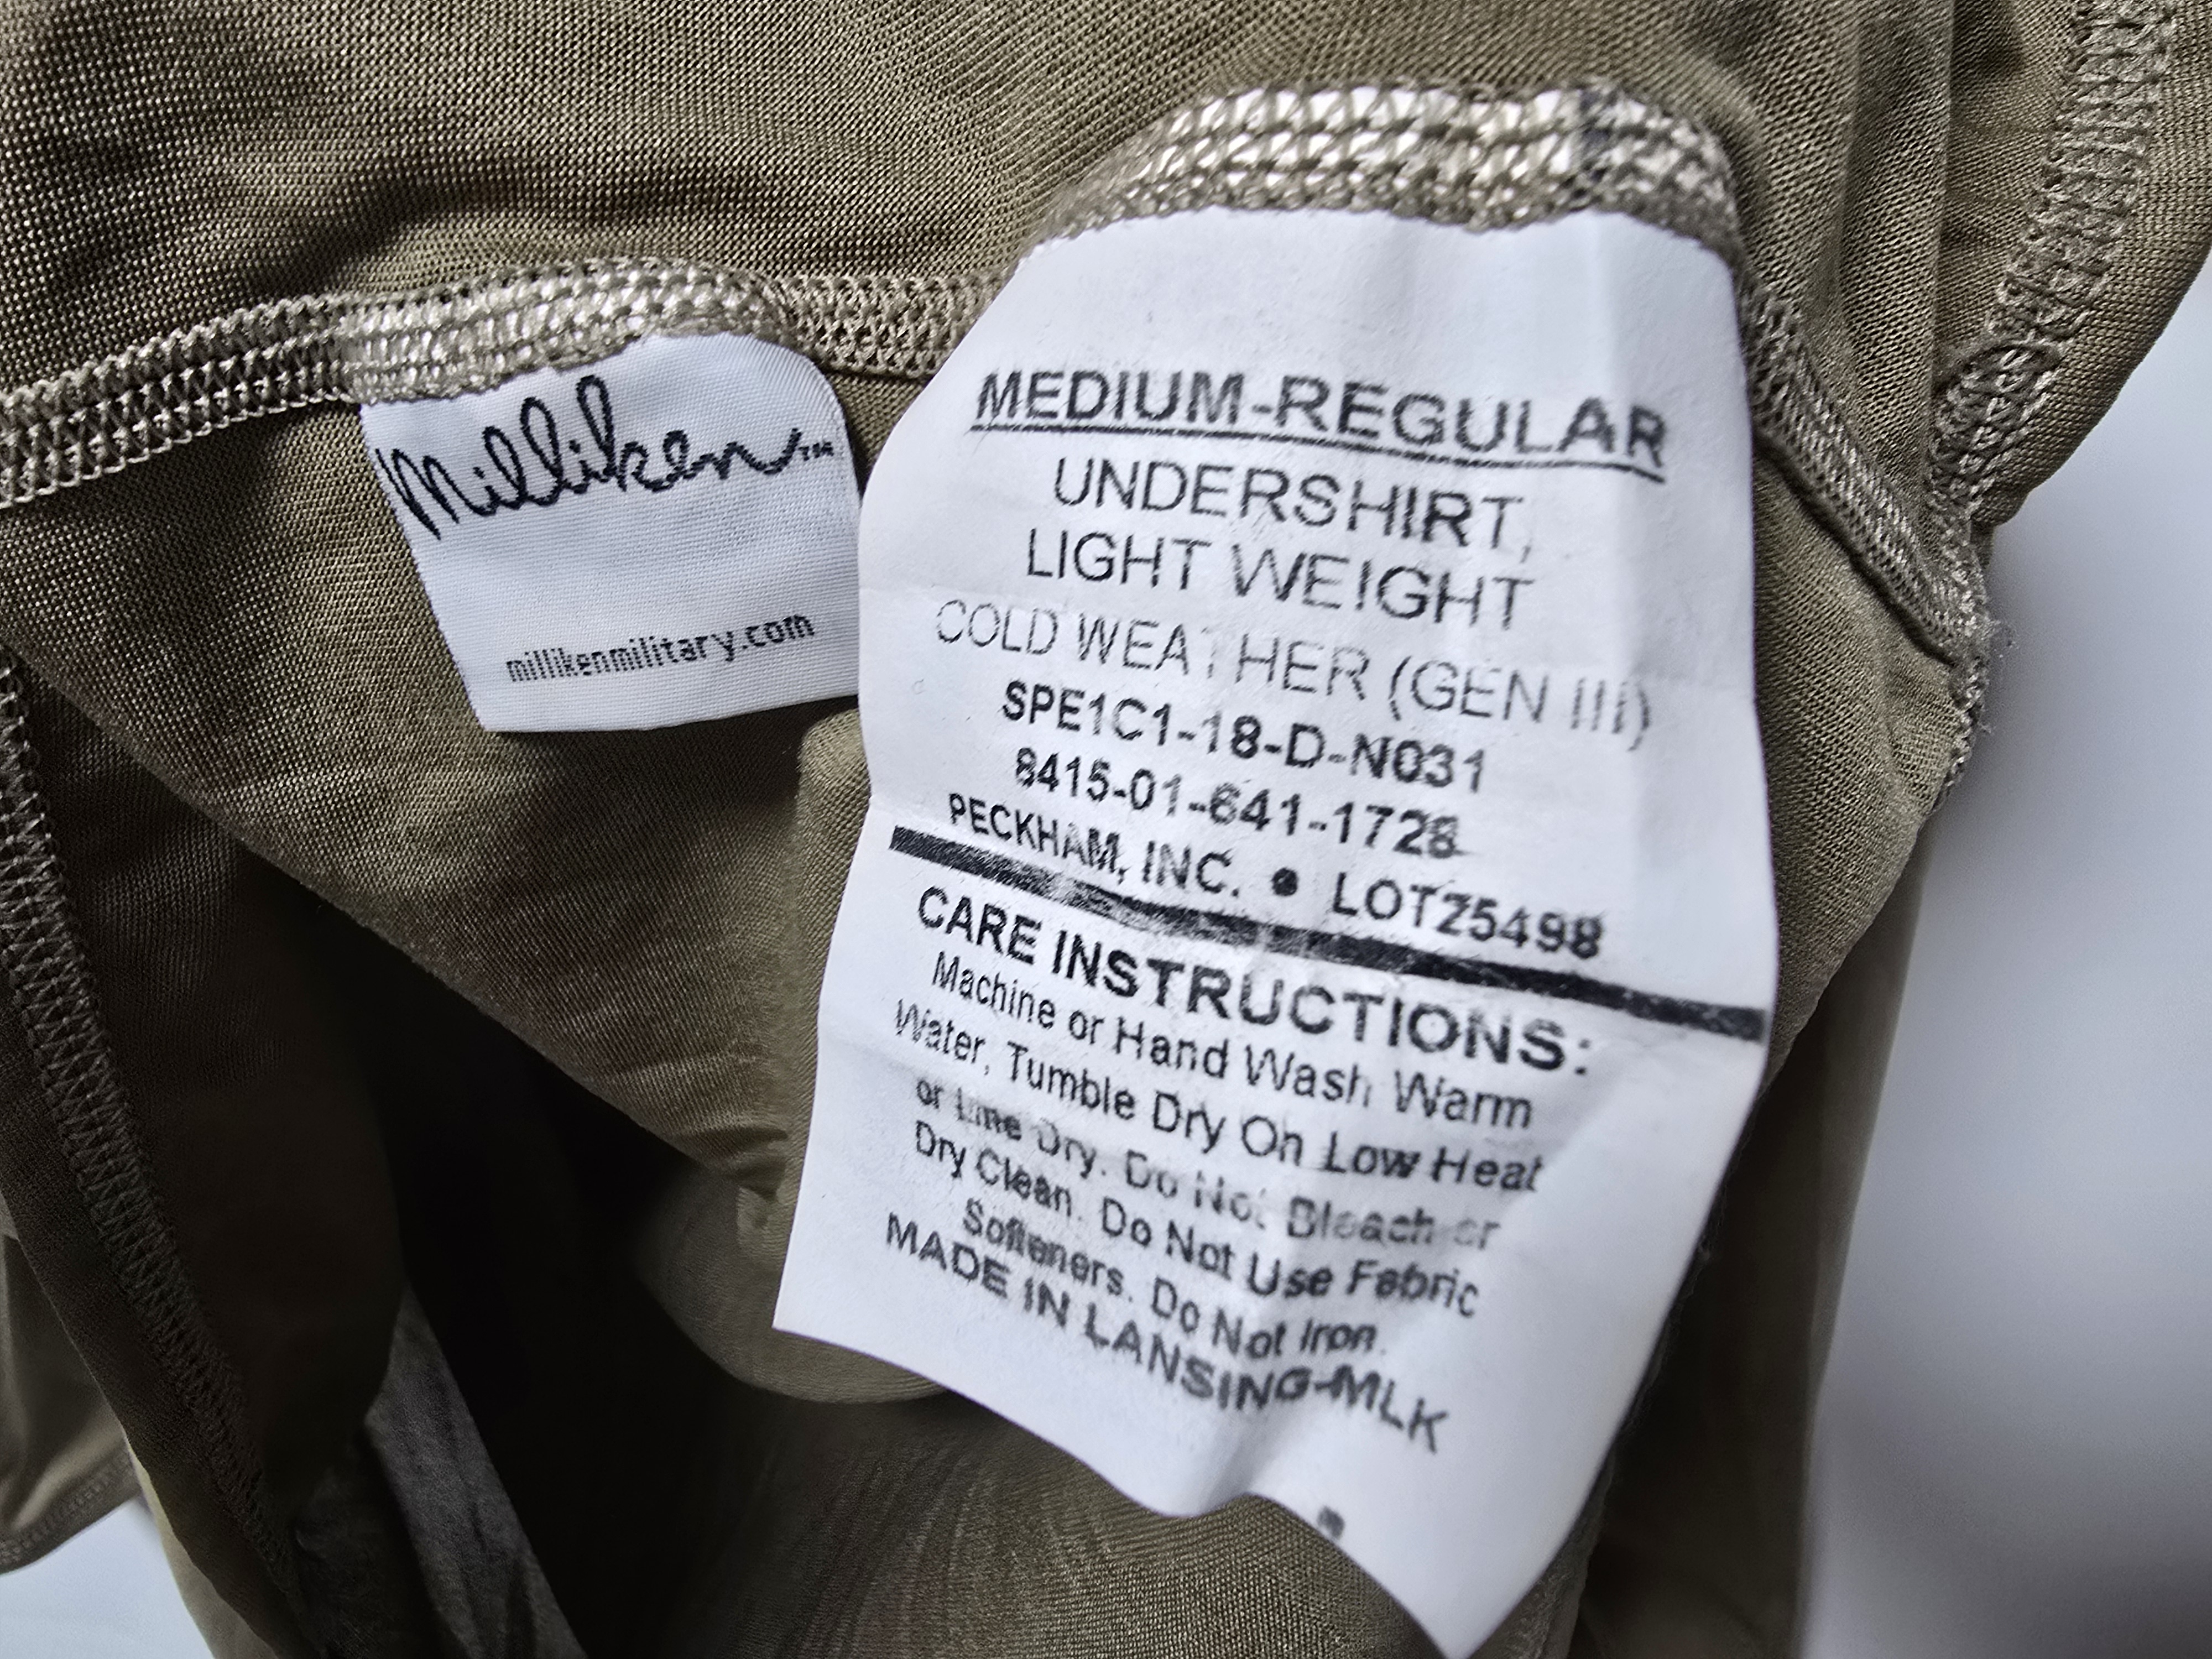 Milliken™
millikenmilitary.com
MEDIUM-REGULAR
UNDERSHIRT,
LIGHT WEIGHT
COLD WEATHER (GEN III)
SPE1C1-18-D-N031
8415-01-641-1728
PECKHAM, INC. ● LOT25498
CARE INSTRUCTIONS:
Machine or Hand Wash Warm
Water, Tumble Dry On Low Heat
or Line Dry. Do Not Bleach or
Dry Clean. Do Not Use Fabric
Softeners. Do Not Iron.
MADE IN LANSING-MLK